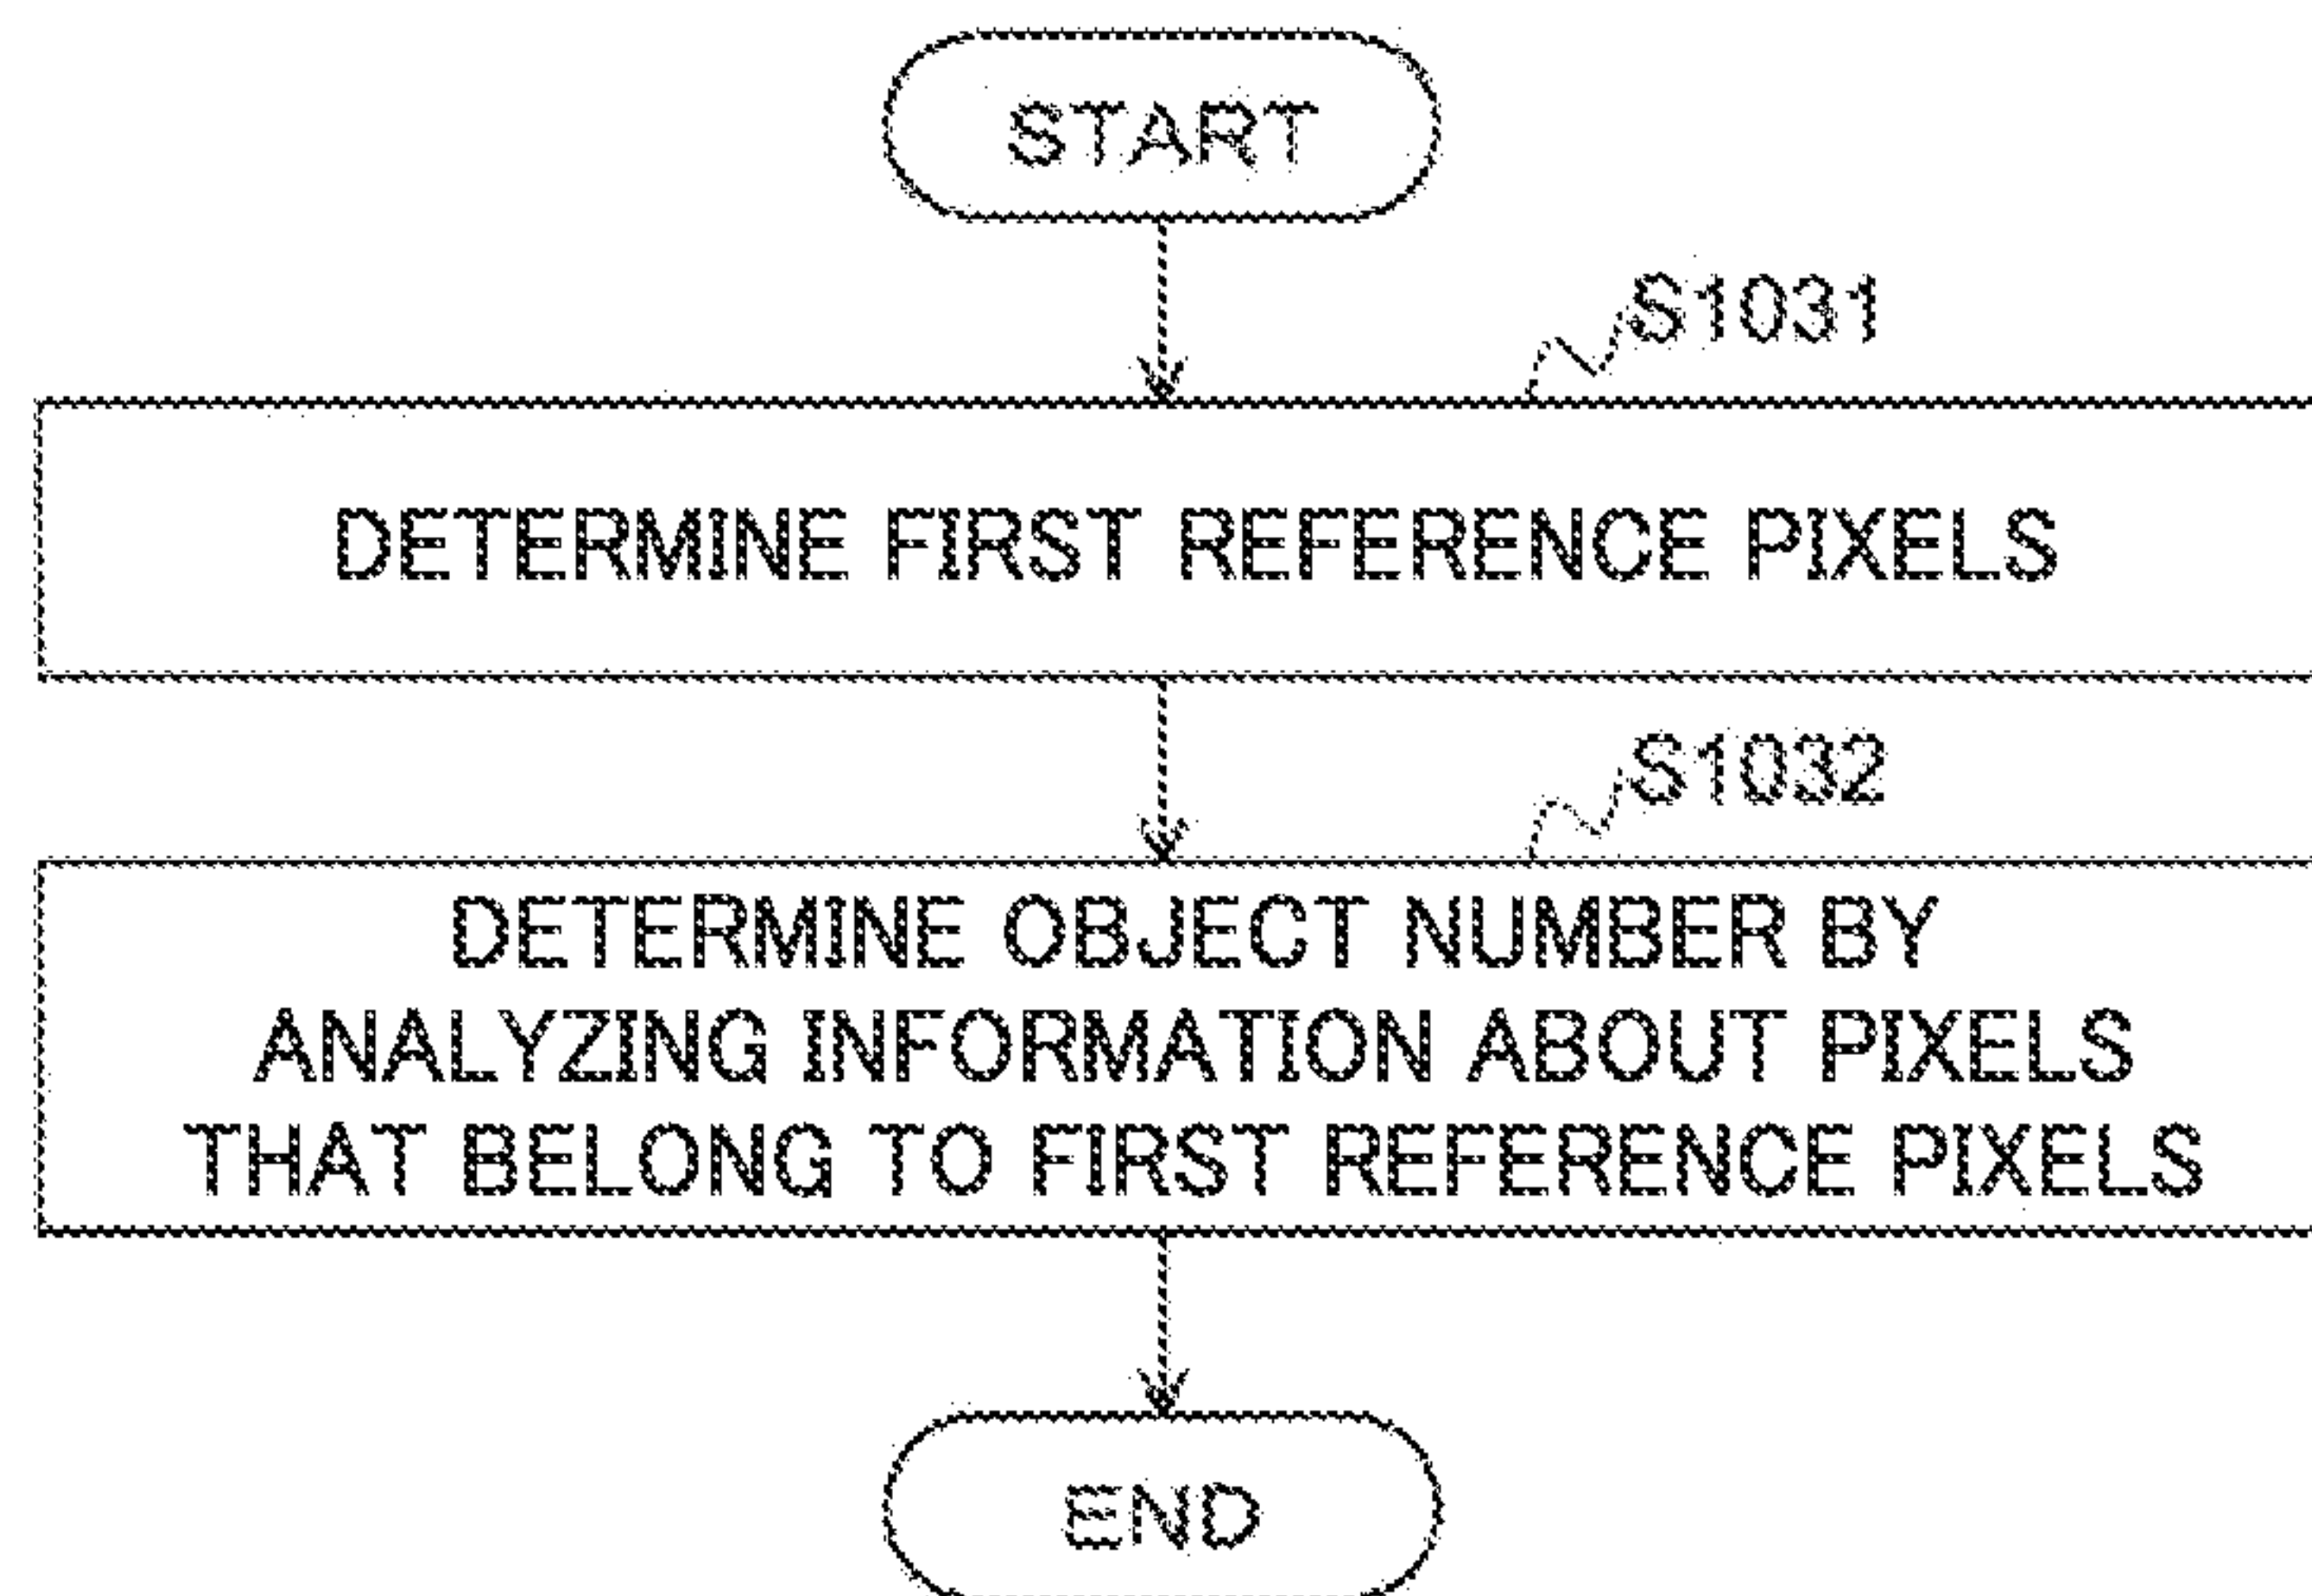 START
S1031
DETERMINE FIRST REFERENCE PIXELS
S1032
DETERMINE OBJECT NUMBER BY
ANALYZING INFORMATION ABOUT PIXELS
THAT BELONG TO FIRST REFERENCE PIXELS
END